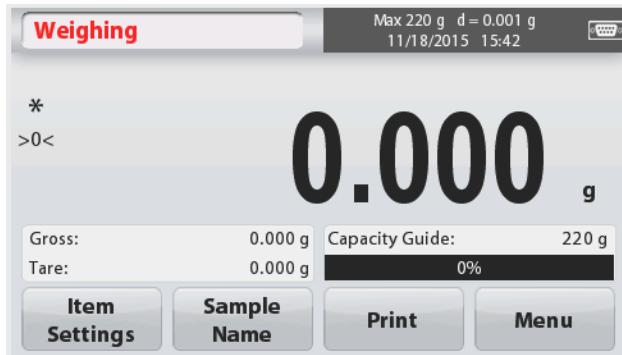 Weighing
Max 220 g d = 0.001 g
11/18/2015 15:42
*
>0<
0.000 g
Gross: 0.000 g
Tare: 0.000 g
Capacity Guide: 220 g
0%
Item Settings
Sample Name
Print
Menu